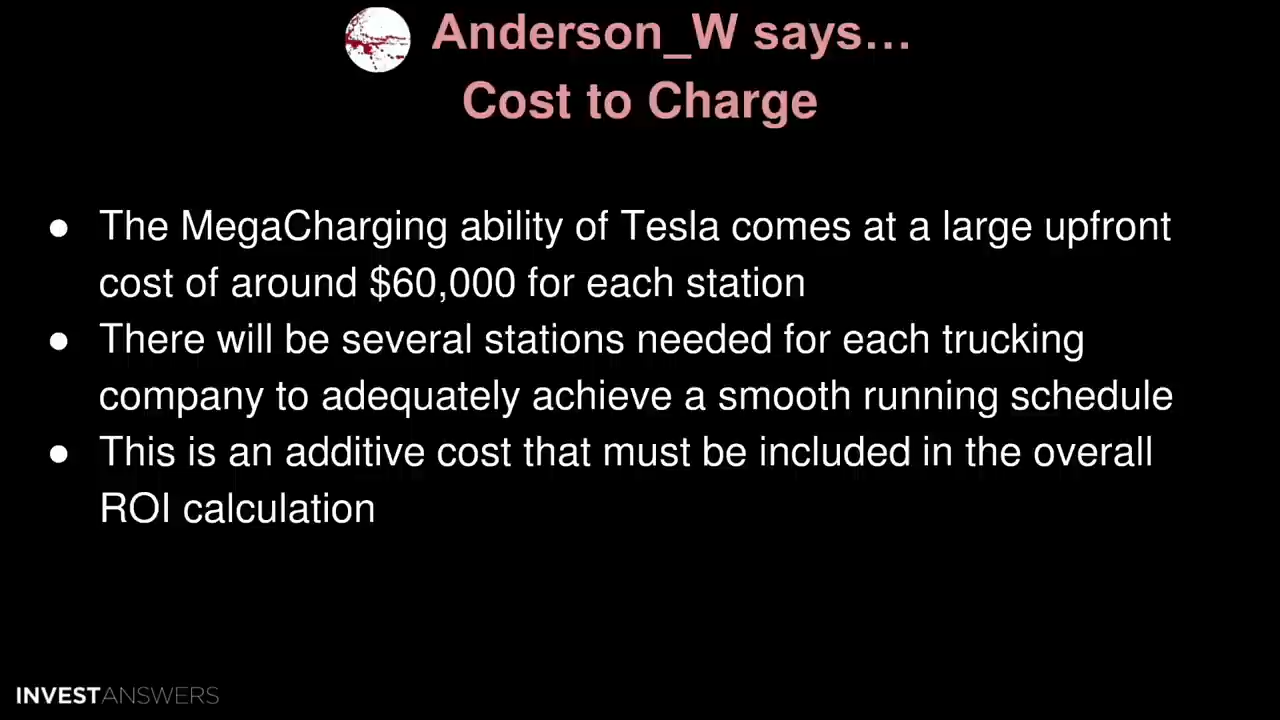 Anderson_W says...
Cost to Charge
● The MegaCharging ability of Tesla comes at a large upfront
cost of around $60,000 for each station
● There will be several stations needed for each trucking
company to adequately achieve a smooth running schedule
● This is an additive cost that must be included in the overall
ROI calculation
INVESTANSWERS